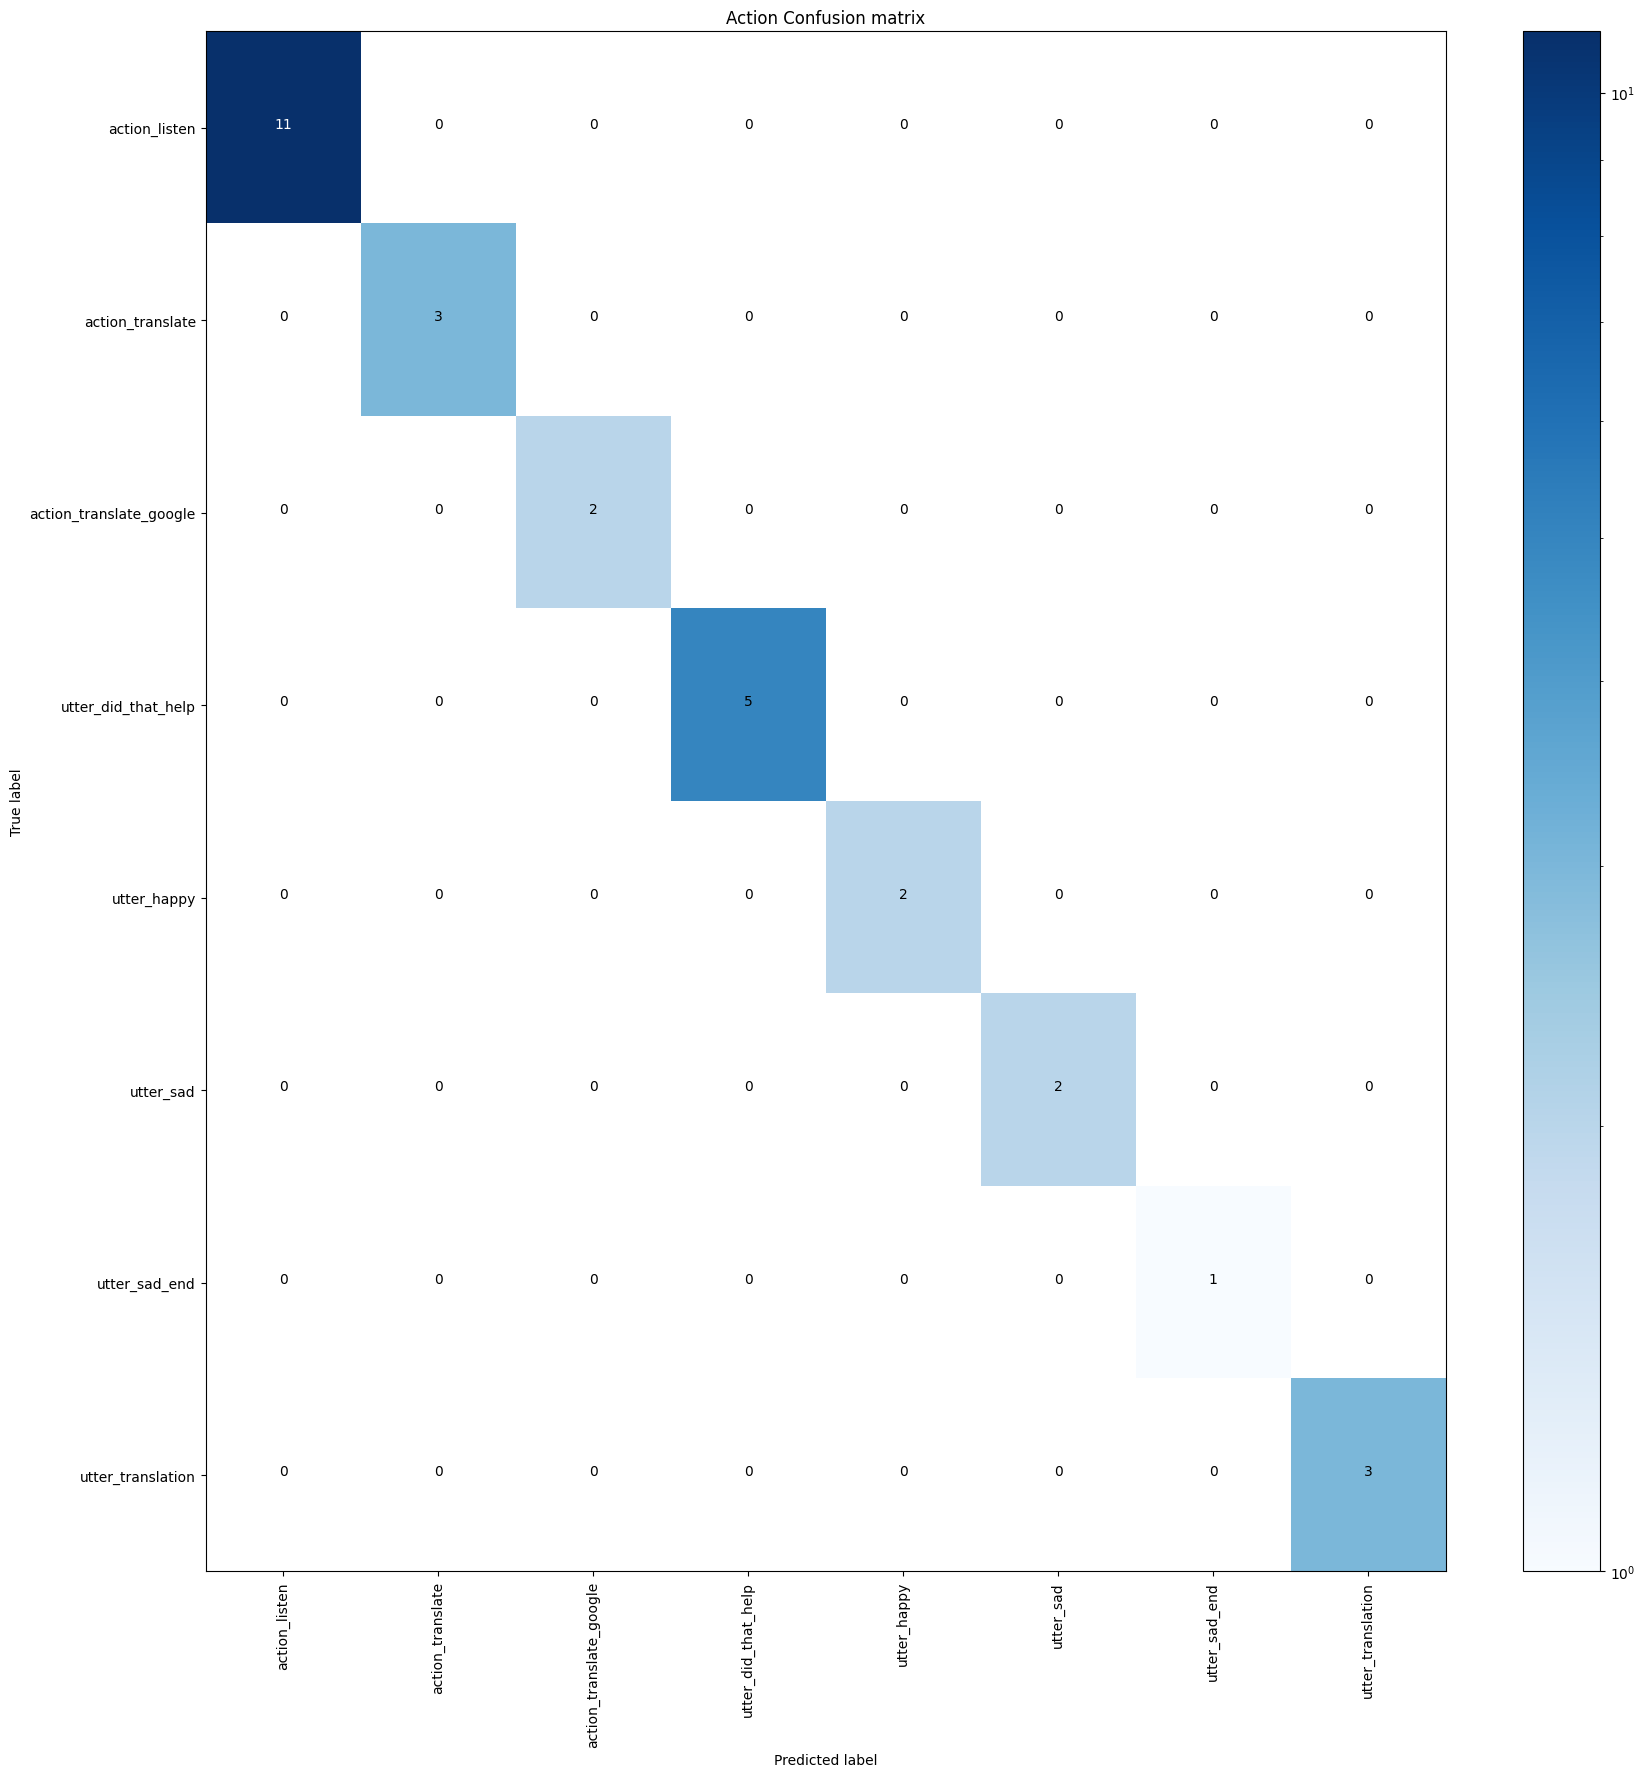 Action Confusion matrix
True label
action_listen 11 0 0 0 0 0 0 0
action_translate 0 3 0 0 0 0 0 0
action_translate_google 0 0 2 0 0 0 0 0
utter_did_that_help 0 0 0 5 0 0 0 0
utter_happy 0 0 0 0 2 0 0 0
utter_sad 0 0 0 0 0 2 0 0
utter_sad_end 0 0 0 0 0 0 1 0
utter_translation 0 0 0 0 0 0 0 3
action_listen
action_translate
action_translate_google
utter_did_that_help
utter_happy
utter_sad
utter_sad_end
utter_translation
Predicted label
10¹
10⁰